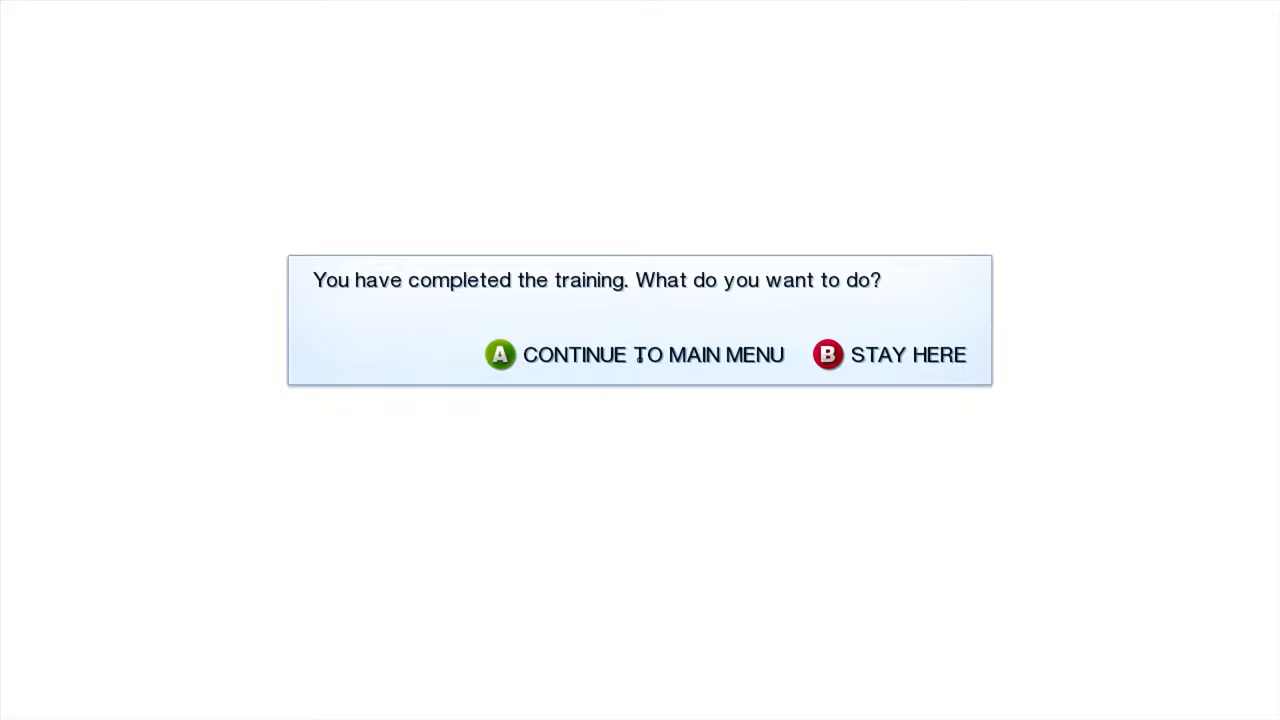 You have completed the training. What do you want to do?
A CONTINUE TO MAIN MENU B STAY HERE